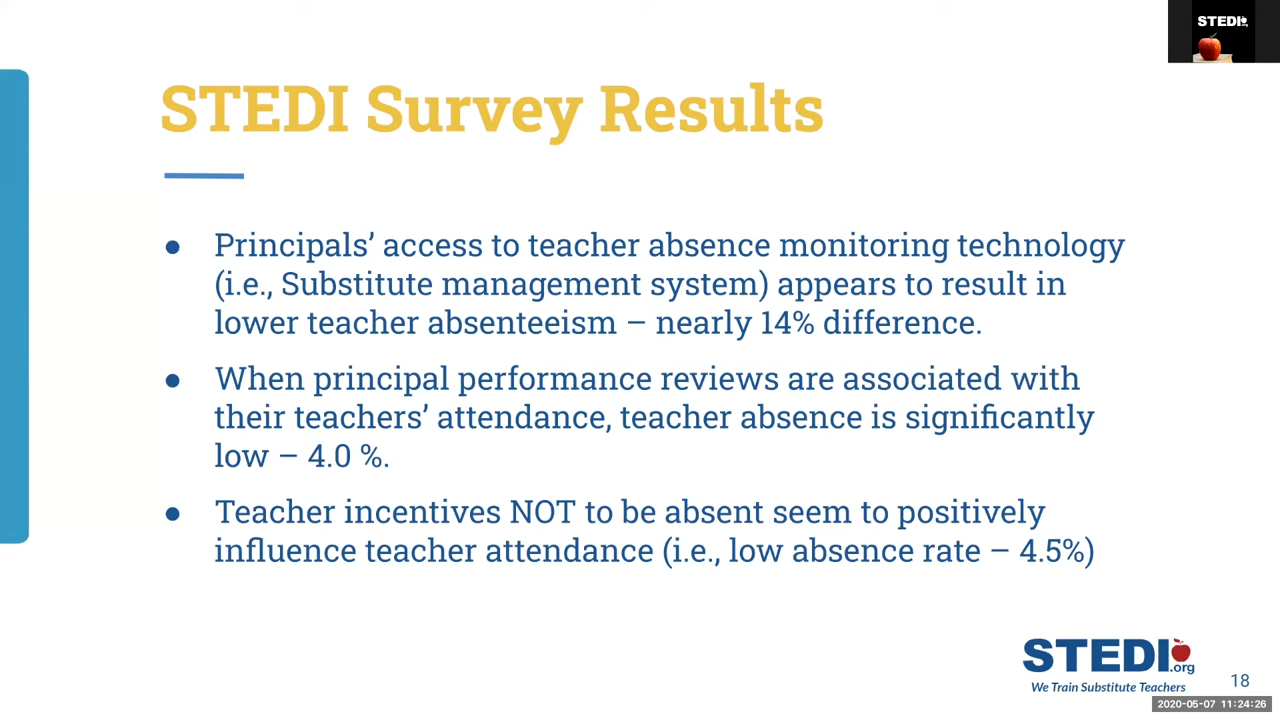 STEDI
STEDI Survey Results
● Principals’ access to teacher absence monitoring technology
(i.e., Substitute management system) appears to result in
lower teacher absenteeism – nearly 14% difference.
● When principal performance reviews are associated with
their teachers’ attendance, teacher absence is significantly
low – 4.0 %.
● Teacher incentives NOT to be absent seem to positively
influence teacher attendance (i.e., low absence rate – 4.5%)
STEDI.org
We Train Substitute Teachers
18
2020-05-07 11:24:26